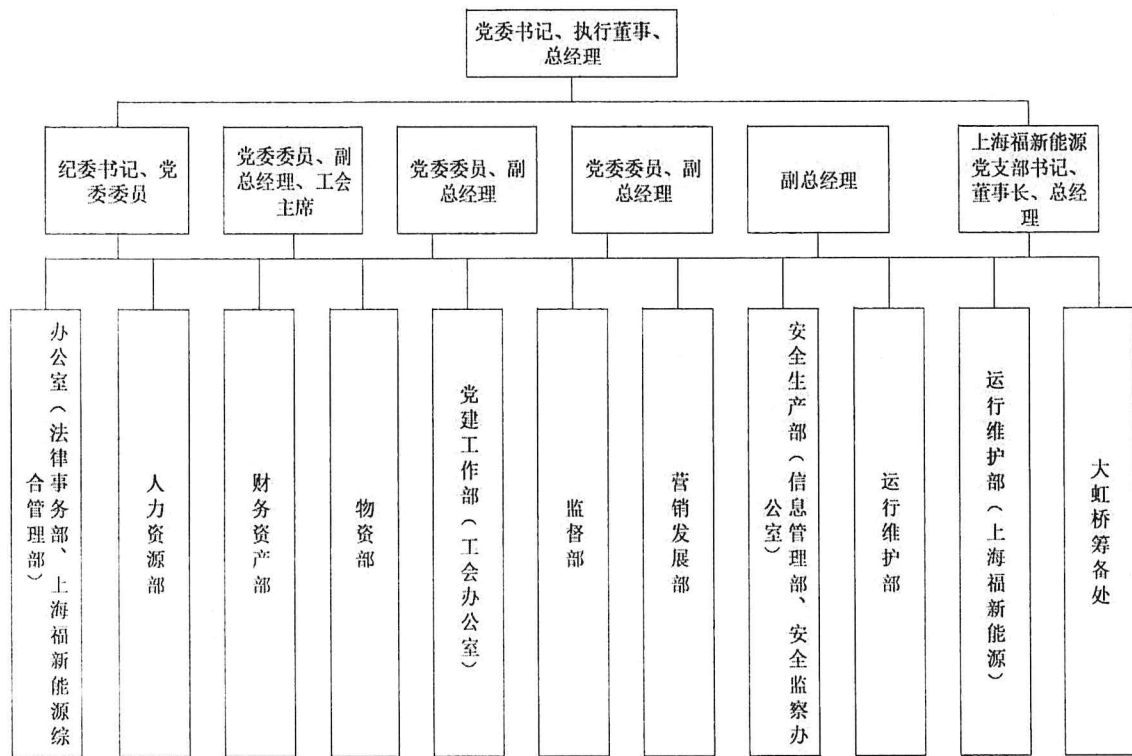 党委书记、执行董事、
总经理
纪委书记、党
委委员
党委委员、副
总经理、工会
主席
党委委员、副
总经理
党委委员、副
总经理
副总经理
上海福新能源
党支部书记、
董事长、总经理
办公室（法律事务部、上海福新能源综
合管理部）
人力资源部
财务资产部
物资部
党建工作部（工会办公室）
监督部
营销发展部
安全生产部（信息管理部、安全监察办
公室）
运行维护部
运行维护部（上海福新能源）
大虹桥筹备处